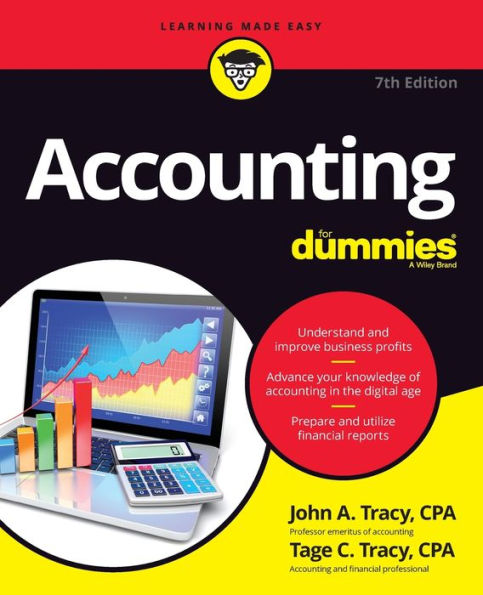 LEARNING MADE EASY
7th Edition
Accounting
for
dummies®
A Wiley Brand
Understand and
improve business profits
Advance your knowledge of
accounting in the digital age
Prepare and utilize
financial reports
John A. Tracy, CPA
Professor emeritus of accounting
Tage C. Tracy, CPA
Accounting and financial professional